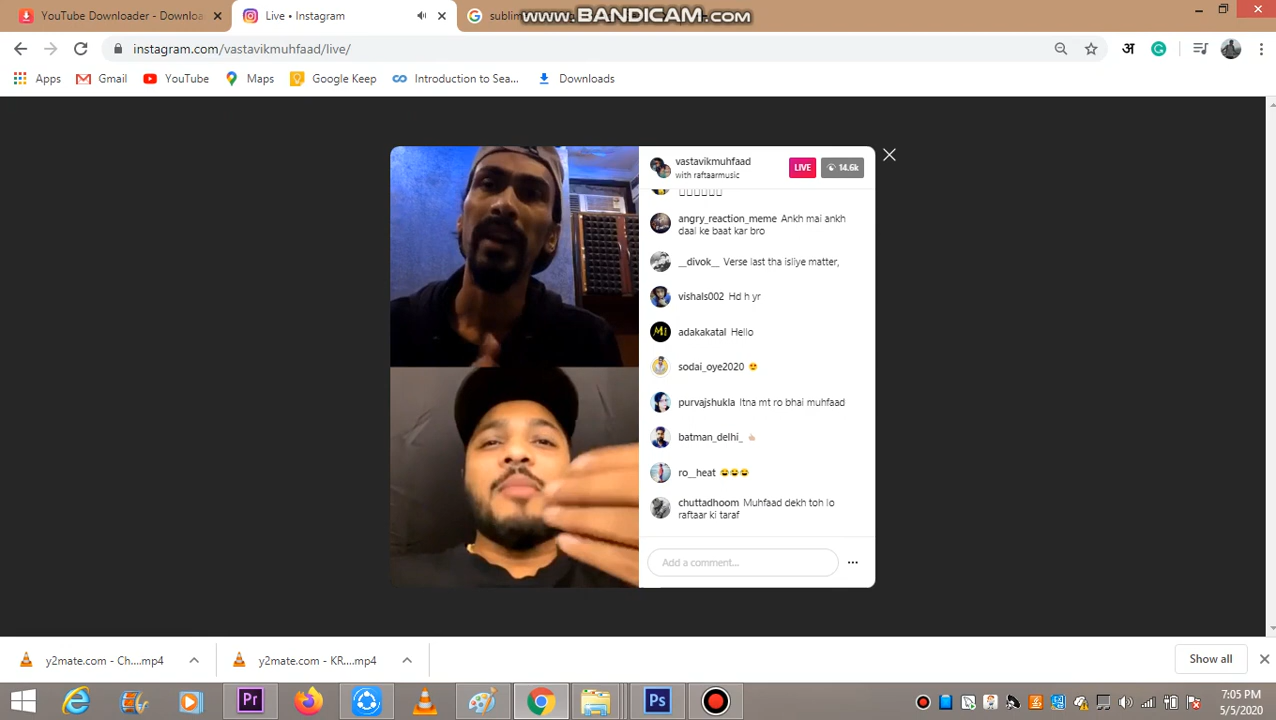 YouTube Downloader - Downloa
Live • Instagram
sublim
www.BANDICAM.com
instagram.com/vastavikmuhfaad/live/
अ
Apps
Gmail
YouTube
Maps
Google Keep
Introduction to Sea...
Downloads
vastavikmuhfaad
with raftaarmusic
LIVE
14.6k
angry_reaction_meme Ankh mai ankh
daal ke baat kar bro
__divok__ Verse last tha isliye matter,
vishals002 Hd h yr
Mi
adakakatal Hello
sodai_oye2020 😍
purvajshukla Itna mt ro bhai muhfaad
batman_delhi_
ro__heat 😂😂😂
chuttadhoom Muhfaad dekh toh lo
raftaar ki taraf
Add a comment...
y2mate.com - Ch....mp4
y2mate.com - KR....mp4
Show all
Pr
Ps
7:05 PM
5/5/2020